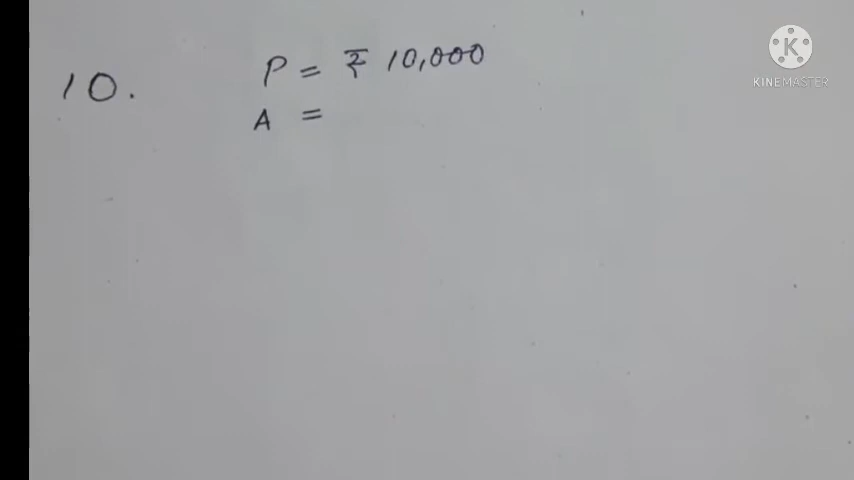 10. P = ₹ 10,000
A =
KINEMASTER